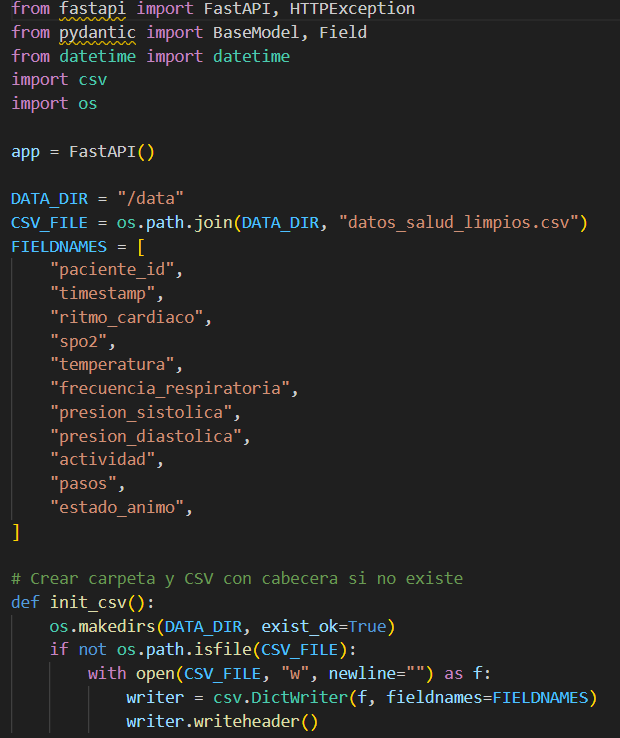 from fastapi import FastAPI, HTTPException
from pydantic import BaseModel, Field
from datetime import datetime
import csv
import os

app = FastAPI()

DATA_DIR = "/data"
CSV_FILE = os.path.join(DATA_DIR, "datos_salud_limpios.csv")
FIELDNAMES = [
    "paciente_id",
    "timestamp",
    "ritmo_cardiaco",
    "spo2",
    "temperatura",
    "frecuencia_respiratoria",
    "presion_sistolica",
    "presion_diastolica",
    "actividad",
    "pasos",
    "estado_animo",
]

# Crear carpeta y CSV con cabecera si no existe
def init_csv():
    os.makedirs(DATA_DIR, exist_ok=True)
    if not os.path.isfile(CSV_FILE):
        with open(CSV_FILE, "w", newline="") as f:
            writer = csv.DictWriter(f, fieldnames=FIELDNAMES)
            writer.writeheader()